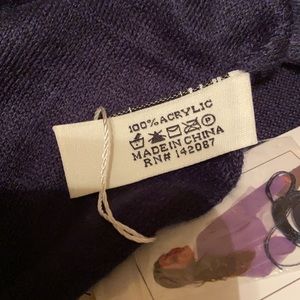 100% ACRYLIC
MADE IN CHINA
RN# 142087